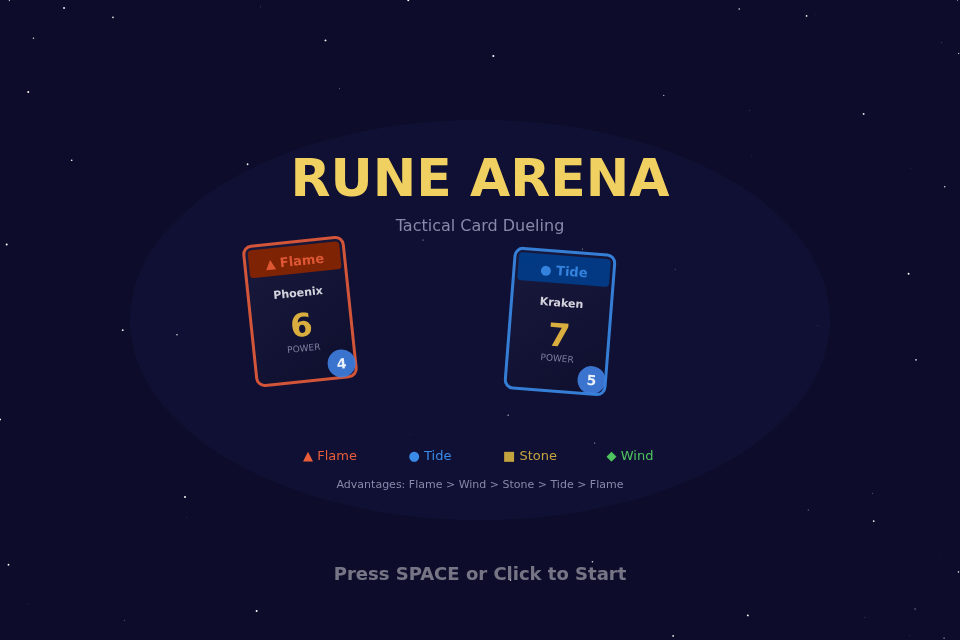 RUNE ARENA
Tactical Card Dueling
▲ Flame
Phoenix
6
POWER
4
● Tide
Kraken
7
POWER
5
▲ Flame ● Tide ■ Stone ◆ Wind
Advantages: Flame > Wind > Stone > Tide > Flame
Press SPACE or Click to Start